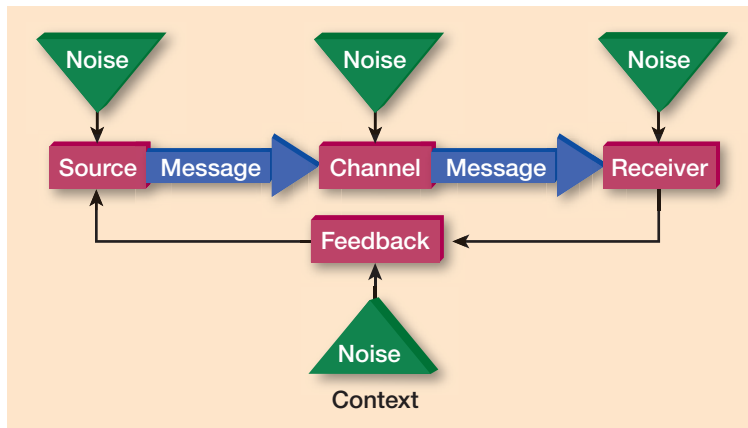 Noise
Noise
Noise
Source
Message
Channel
Message
Receiver
Feedback
Noise
Context